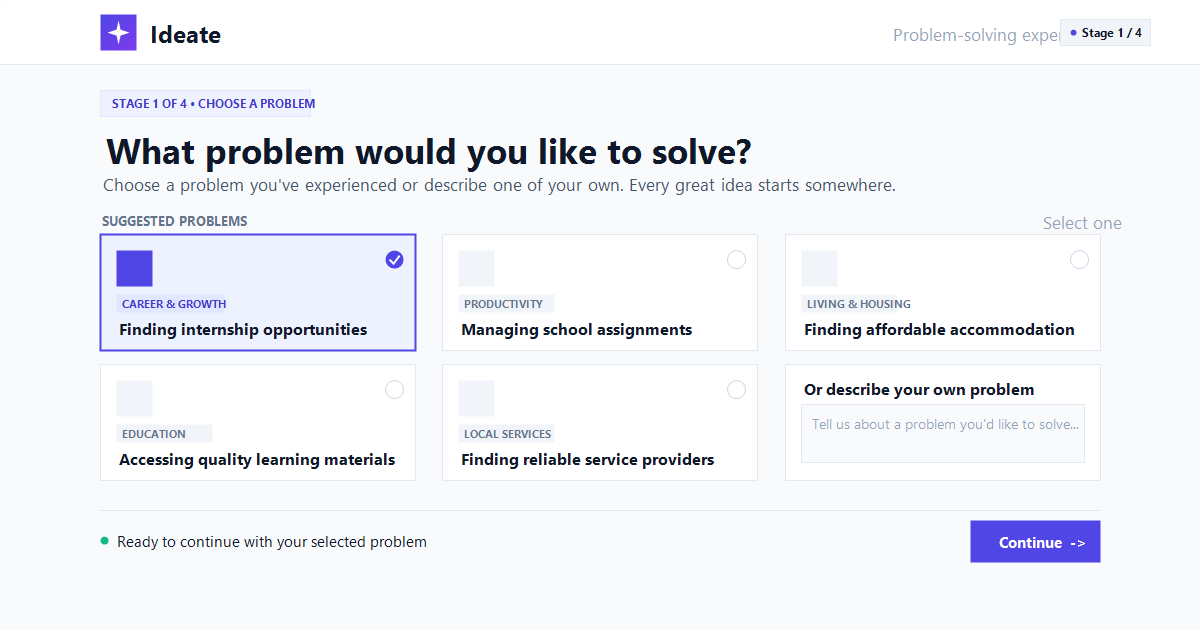 Ideate
Problem-solving expe
Stage 1 / 4
STAGE 1 OF 4 • CHOOSE A PROBLEM
What problem would you like to solve?
Choose a problem you've experienced or describe one of your own. Every great idea starts somewhere.
SUGGESTED PROBLEMS
Select one
CAREER & GROWTH
Finding internship opportunities
PRODUCTIVITY
Managing school assignments
LIVING & HOUSING
Finding affordable accommodation
EDUCATION
Accessing quality learning materials
LOCAL SERVICES
Finding reliable service providers
Or describe your own problem
Tell us about a problem you'd like to solve...
Ready to continue with your selected problem
Continue ->